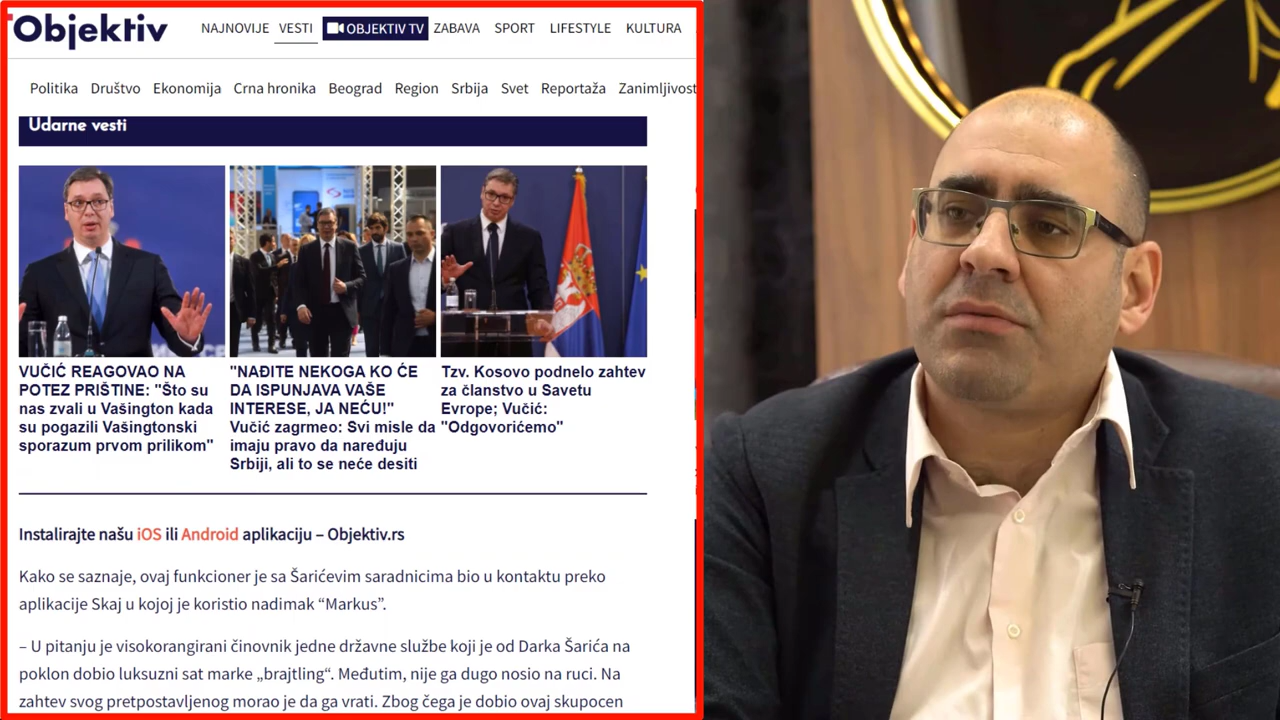 Objektiv
NAJNOVIJE VESTI OBJEKTIV TV ZABAVA SPORT LIFESTYLE KULTURA
Politika Društvo Ekonomija Crna hronika Beograd Region Srbija Svet Reportaža Zanimljivost
Udarne vesti
VUČIĆ REAGOVAO NA
POTEZ PRIŠTINE: "Što su
nas zvali u Vašington kada
su pogazili Vašingtonski
sporazum prvom prilikom"
"NAĐITE NEKOGA KO ĆE
DA ISPUNJAVA VAŠE
INTERESE, JA NEĆU!"
Vučić zagrmeo: Svi misle da
imaju pravo da naređuju
Srbiji, ali to se neće desiti
Tzv. Kosovo podnelo zahtev
za članstvo u Savetu
Evrope; Vučić:
"Odgovorićemo"
Instalirajte našu iOS ili Android aplikaciju – Objektiv.rs
Kako se saznaje, ovaj funkcioner je sa Šarićevim saradnicima bio u kontaktu preko
aplikacije Skaj u kojoj je koristio nadimak “Markus”.
– U pitanju je visokorangirani činovnik jedne državne službe koji je od Darka Šarića na
poklon dobio luksuzni sat marke „brajtling“. Međutim, nije ga dugo nosio na ruci. Na
zahtev svog pretpostavljenog morao je da ga vrati. Zbog čega je dobio ovaj skupocen